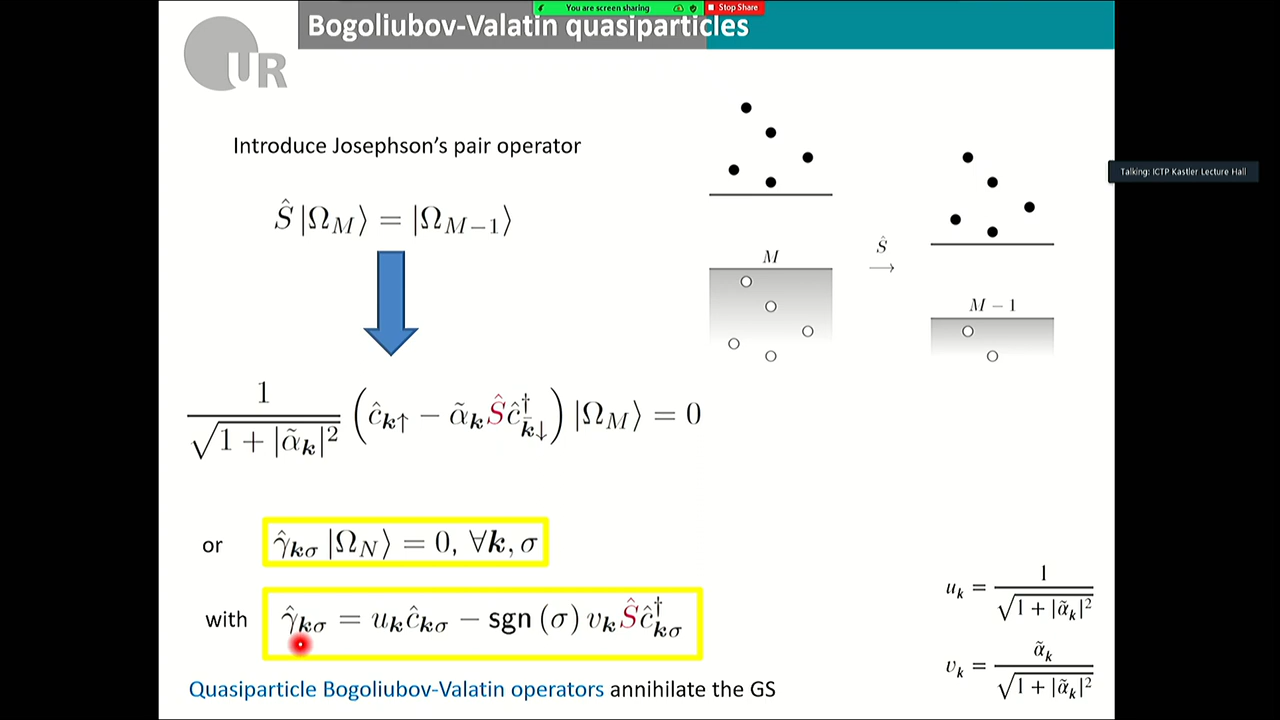 You are screen sharing
Stop Share
Bogoliubov-Valatin quasiparticles
UR
Introduce Josephson's pair operator
Talking: ICTP Kastler Lecture Hall
Ŝ |Ω_M⟩ = |Ω_{M−1}⟩
M
Ŝ
→
M − 1
1/√(1 + |α̃_k|²) (ĉ_{k↑} − α̃_k Ŝ ĉ†_{k̄↓}) |Ω_M⟩ = 0
or
γ̂_{kσ} |Ω_N⟩ = 0, ∀k, σ
u_k = 1/√(1 + |α̃_k|²)
with
γ̂_{kσ} = u_k ĉ_{kσ} − sgn (σ) v_k Ŝ ĉ†_{k̄σ̄}
v_k = α̃_k/√(1 + |α̃_k|²)
Quasiparticle Bogoliubov-Valatin operators annihilate the GS